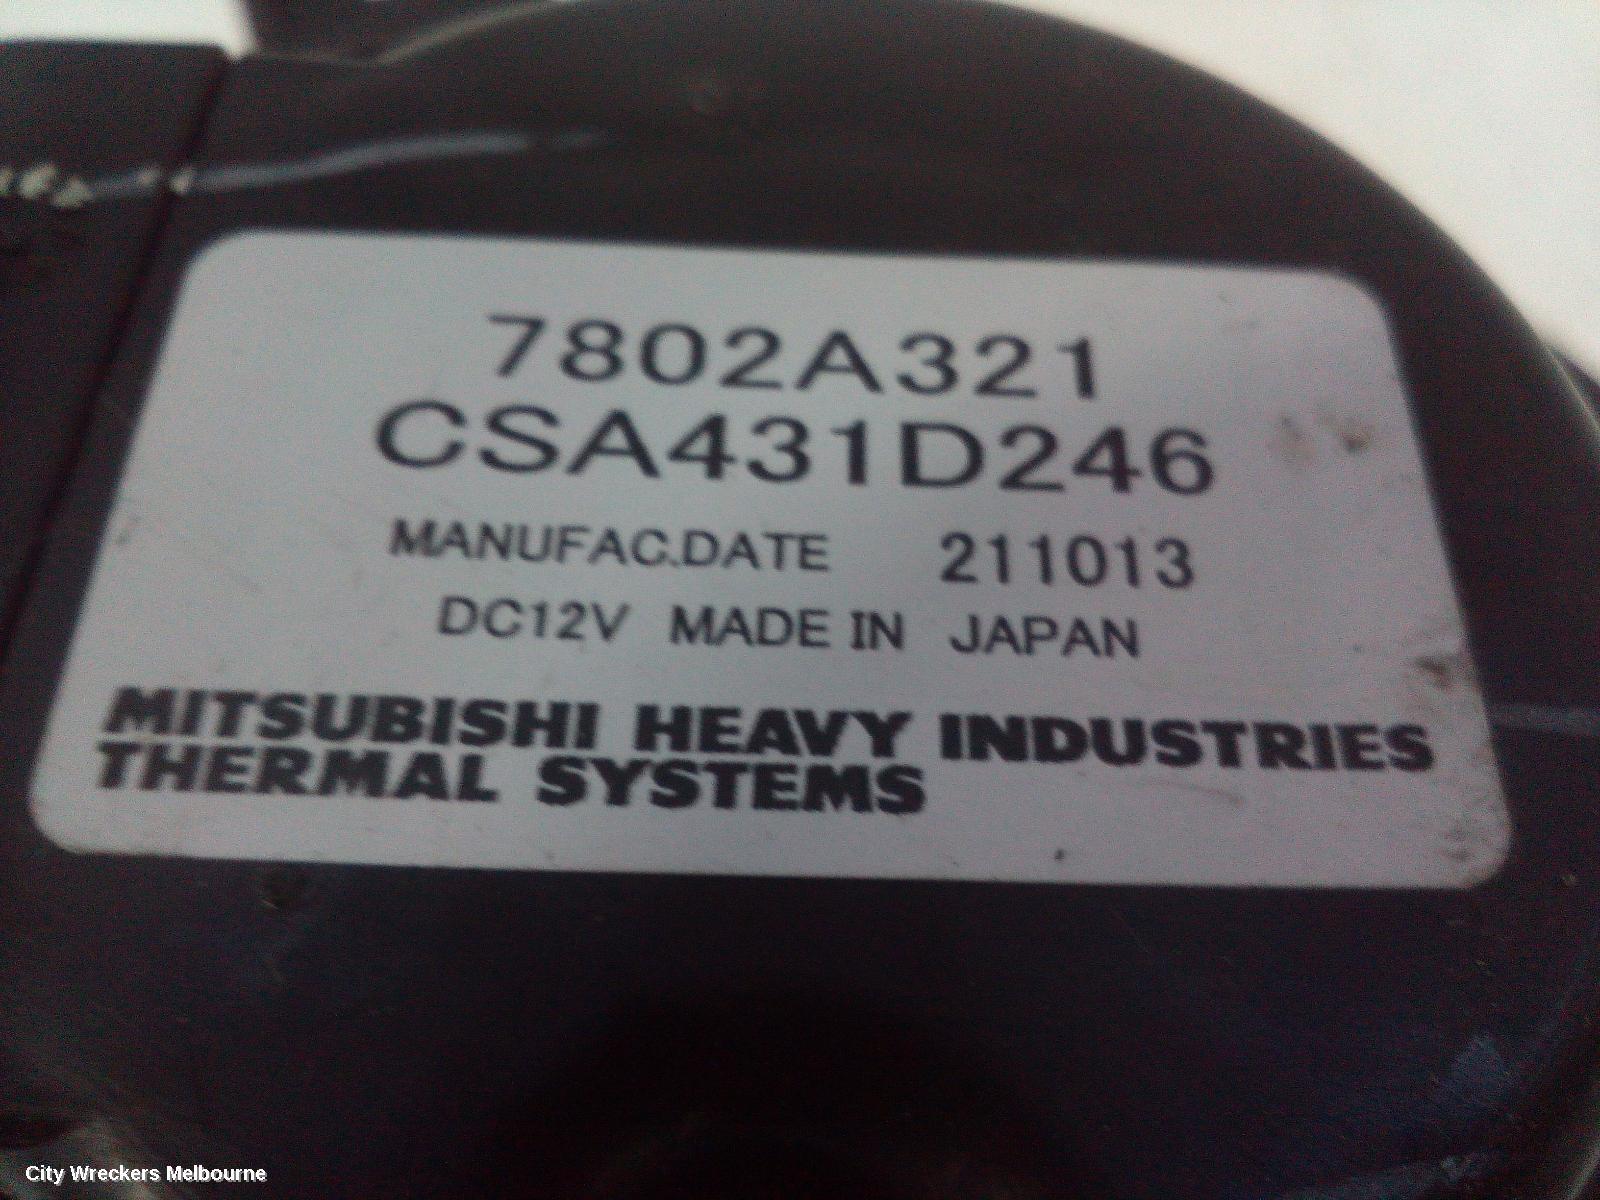 7802A321
CSA431D246
MANUFAC.DATE 211013
DC12V MADE IN JAPAN
MITSUBISHI HEAVY INDUSTRIES
THERMAL SYSTEMS
City Wreckers Melbourne